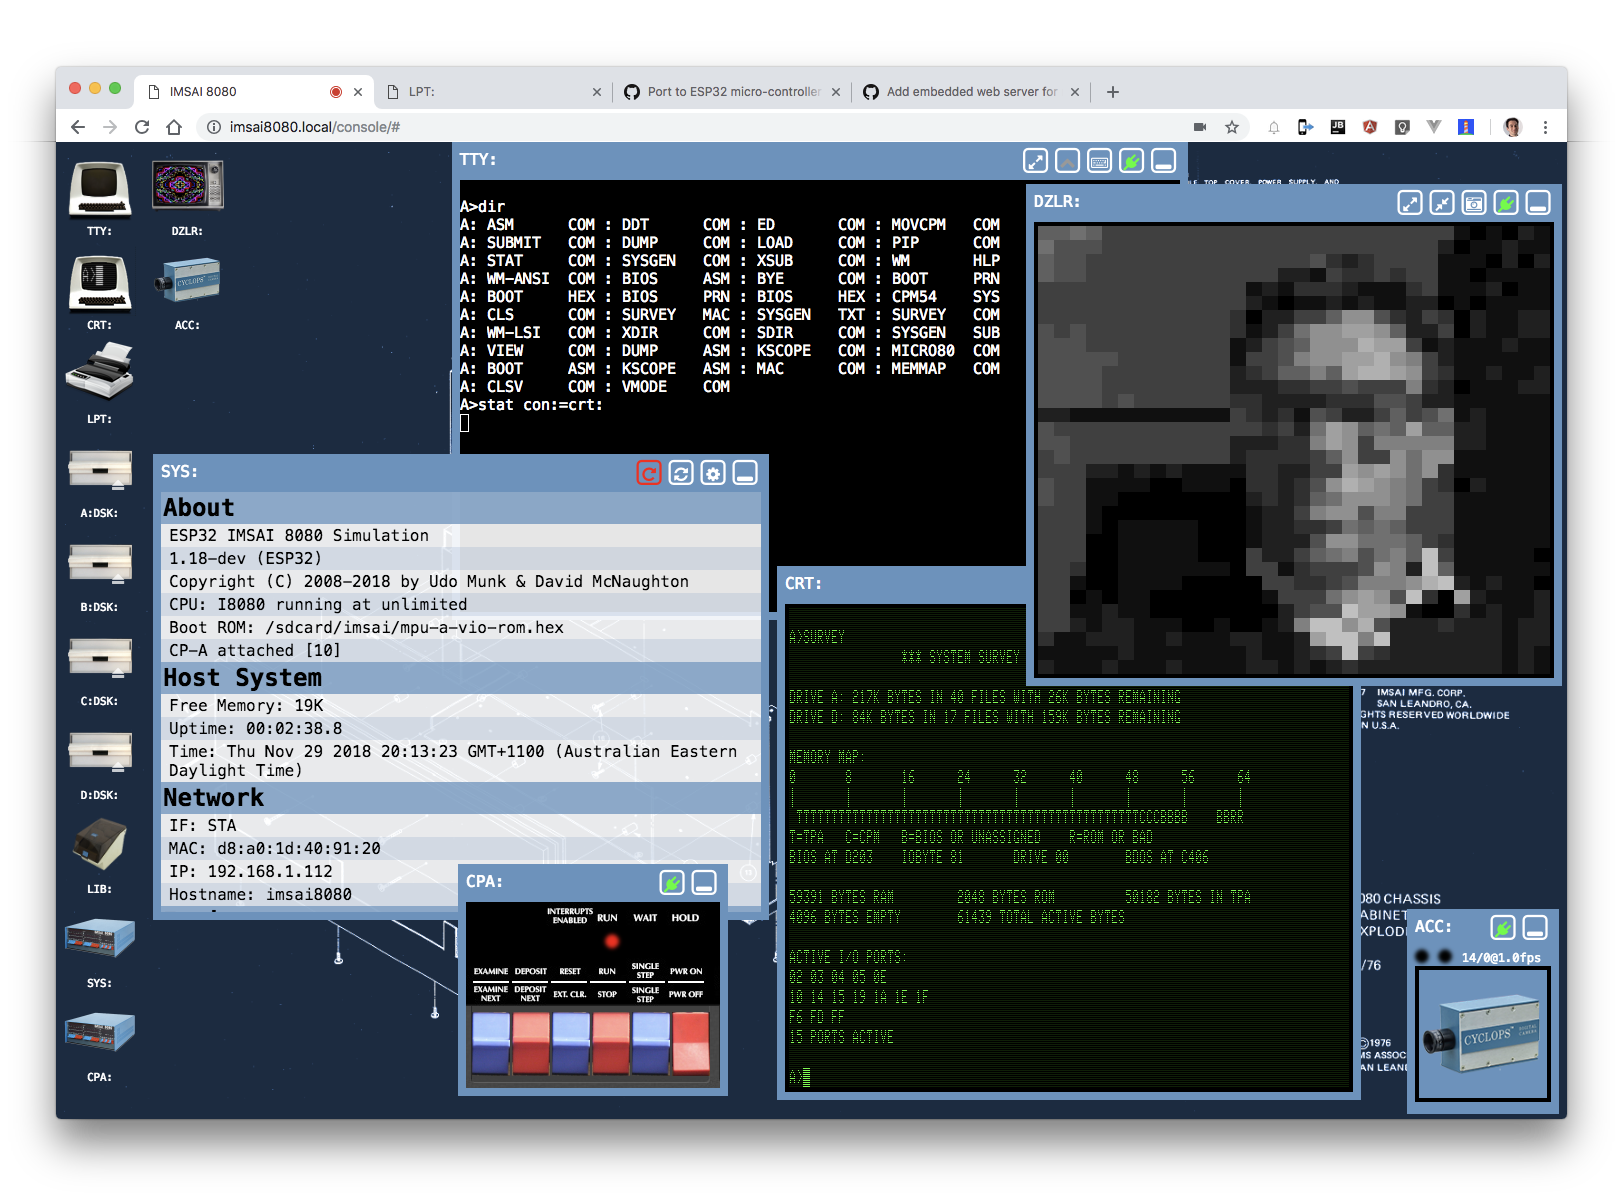 IMSAI 8080
LPT:
Port to ESP32 micro-controller
Add embedded web server for
imsai8080.local/console/#
TTY:
DZLR:
CRT:
ACC:
LPT:
A:DSK:
B:DSK:
C:DSK:
D:DSK:
LIB:
SYS:
CPA:
TTY:
A>dir
A: ASM      COM : DDT      COM : ED       COM : MOVCPM   COM
A: SUBMIT   COM : DUMP     COM : LOAD     COM : PIP      COM
A: STAT     COM : SYSGEN   COM : XSUB     COM : WM       HLP
A: WM-ANSI  COM : BIOS     ASM : BYE      COM : BOOT     PRN
A: BOOT     HEX : BIOS     PRN : BIOS     HEX : CPM54    SYS
A: CLS      COM : SURVEY   MAC : SYSGEN   TXT : SURVEY   COM
A: WM-LSI   COM : XDIR     COM : SDIR     COM : SYSGEN   SUB
A: VIEW     COM : DUMP     ASM : KSCOPE   COM : MICRO80  COM
A: BOOT     ASM : KSCOPE   ASM : MAC      COM : MEMMAP   COM
A: CLSV     COM : VMODE    COM
A>stat con:=crt:
TOP COVER, POWER SUPPLY, AND
DZLR:
SYS:
About
ESP32 IMSAI 8080 Simulation
1.18-dev (ESP32)
Copyright (C) 2008-2018 by Udo Munk & David McNaughton
CPU: I8080 running at unlimited
Boot ROM: /sdcard/imsai/mpu-a-vio-rom.hex
CP-A attached [10]
Host System
Free Memory: 19K
Uptime: 00:02:38.8
Time: Thu Nov 29 2018 20:13:23 GMT+1100 (Australian Eastern
Daylight Time)
Network
IF: STA
MAC: d8:a0:1d:40:91:20
IP: 192.168.1.112
Hostname: imsai8080
CPA:
INTERRUPTS
ENABLED RUN WAIT HOLD
EXAMINE DEPOSIT RESET RUN SINGLE STEP PWR ON
EXAMINE NEXT DEPOSIT NEXT EXT. CLR. STOP SINGLE STEP PWR OFF
CRT:
A>SURVEY
*** SYSTEM SURVEY
DRIVE A: 217K BYTES IN 40 FILES WITH 26K BYTES REMAINING
DRIVE D: 84K BYTES IN 17 FILES WITH 159K BYTES REMAINING
MEMORY MAP:
0 8 16 24 32 40 48 56 64
| | | | | | | | |
TTTTTTTTTTTTTTTTTTTTTTTTTTTTTTTTTTTTTTTTTTTTTTTTTCCCBBBB    BBRR
T=TPA   C=CPM   B=BIOS OR UNASSIGNED    R=ROM OR BAD
BIOS AT D203    IOBYTE 81       DRIVE 00        BDOS AT C406
59391 BYTES RAM         2048 BYTES ROM          50182 BYTES IN TPA
4096 BYTES EMPTY        61439 TOTAL ACTIVE BYTES
ACTIVE I/O PORTS:
02 03 04 05 0E
10 14 15 19 1A 1E 1F
F6 FD FF
15 PORTS ACTIVE
A>
7 IMSAI MFG. CORP.
SAN LEANDRO, CA.
GHTS RESERVED WORLDWIDE
N U.S.A.
080 CHASSIS
ABINET
XPLOD
/76
©1976
MS ASSOC
AN LEAND
ACC:
14/0@1.0fps
CYCLOPS
DIGITAL
CAMERA